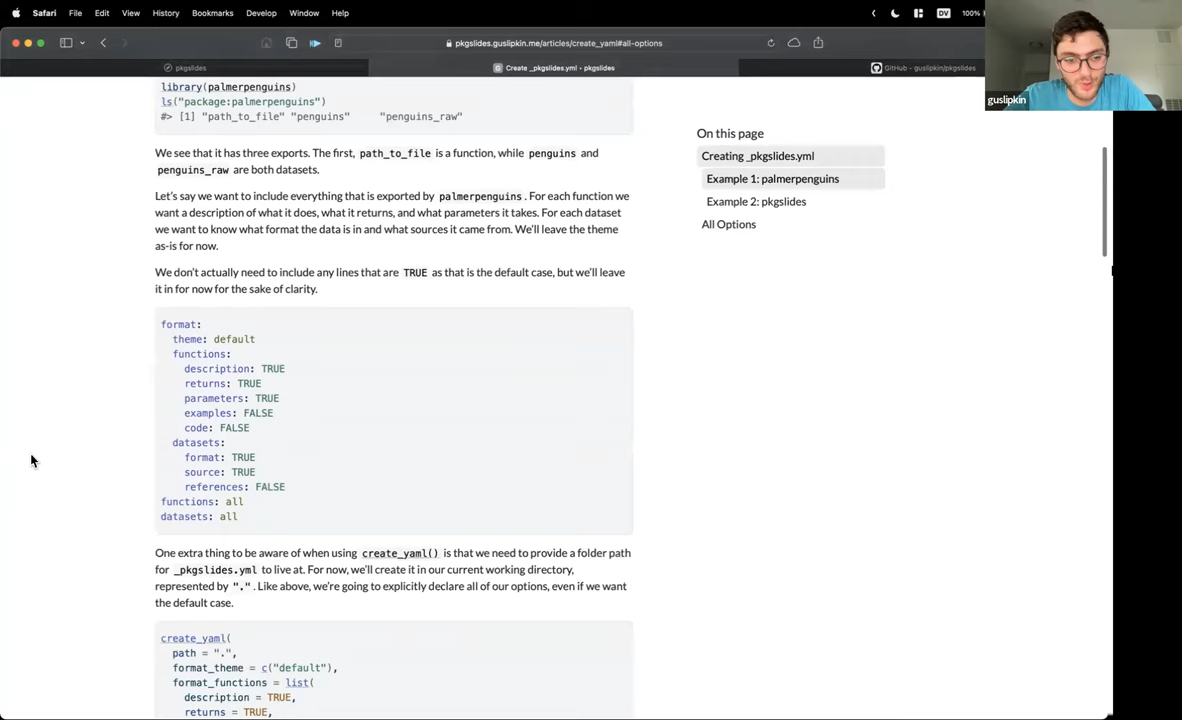 Safari File Edit View History Bookmarks Develop Window Help
DV 100%
pkgslides.guslipkin.me/articles/create_yaml#all-options
pkgslides
G Create _pkgslides.yml • pkgslides
GitHub - guslipkin/pkgslides
guslipkin
library(palmerpenguins)
ls("package:palmerpenguins")
#> [1] "path_to_file" "penguins" "penguins_raw"
We see that it has three exports. The first, path_to_file is a function, while penguins and
penguins_raw are both datasets.
Let’s say we want to include everything that is exported by palmerpenguins. For each function we
want a description of what it does, what it returns, and what parameters it takes. For each dataset
we want to know what format the data is in and what sources it came from. We’ll leave the theme
as-is for now.
We don’t actually need to include any lines that are TRUE as that is the default case, but we’ll leave
it in for now for the sake of clarity.
format:
theme: default
functions:
description: TRUE
returns: TRUE
parameters: TRUE
examples: FALSE
code: FALSE
datasets:
format: TRUE
source: TRUE
references: FALSE
functions: all
datasets: all
One extra thing to be aware of when using create_yaml() is that we need to provide a folder path
for _pkgslides.yml to live at. For now, we’ll create it in our current working directory,
represented by ".". Like above, we’re going to explicitly declare all of our options, even if we want
the default case.
create_yaml(
path = ".",
format_theme = c("default"),
format_functions = list(
description = TRUE,
returns = TRUE,
On this page
Creating _pkgslides.yml
Example 1: palmerpenguins
Example 2: pkgslides
All Options